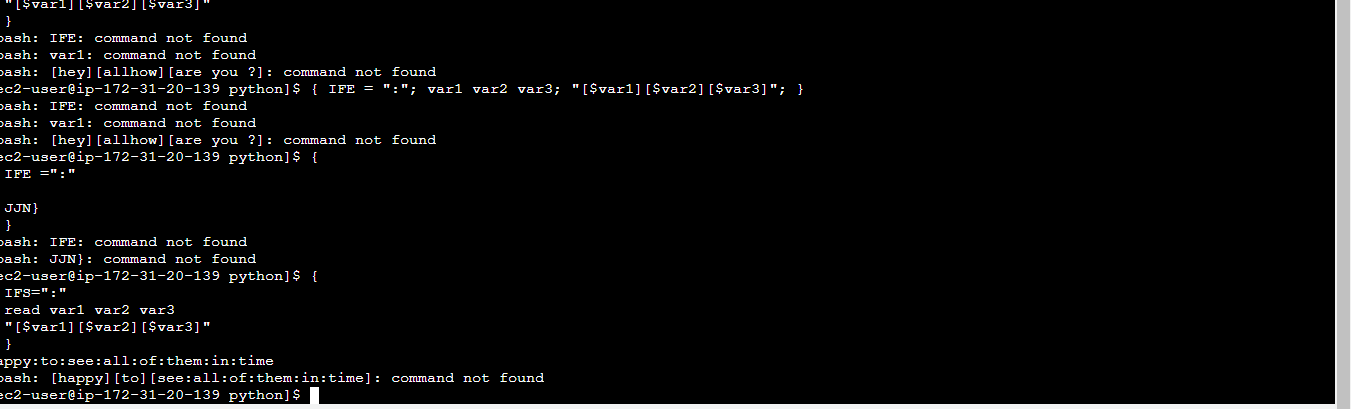 "[$var1][$var2][$var3]"
}
bash: IFE: command not found
bash: var1: command not found
bash: [hey][allhow][are you ?]: command not found
ec2-user@ip-172-31-20-139 python]$ { IFE = ":"; var1 var2 var3; "[$var1][$var2][$var3]"; }
bash: IFE: command not found
bash: var1: command not found
bash: [hey][allhow][are you ?]: command not found
ec2-user@ip-172-31-20-139 python]$ {
IFE =":"
JJN}
}
bash: IFE: command not found
bash: JJN}: command not found
ec2-user@ip-172-31-20-139 python]$ {
IFS=":"
read var1 var2 var3
"[$var1][$var2][$var3]"
}
appy:to:see:all:of:them:in:time
bash: [happy][to][see:all:of:them:in:time]: command not found
ec2-user@ip-172-31-20-139 python]$